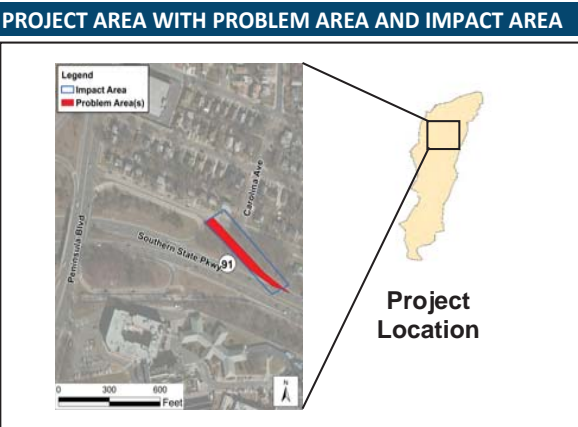 PROJECT AREA WITH PROBLEM AREA AND IMPACT AREA
Legend
Impact Area
Problem Area(s)
Carolina Ave
Peninsula Blvd
Southern State Pkwy
91
0 300 600
Feet
N
Project
Location